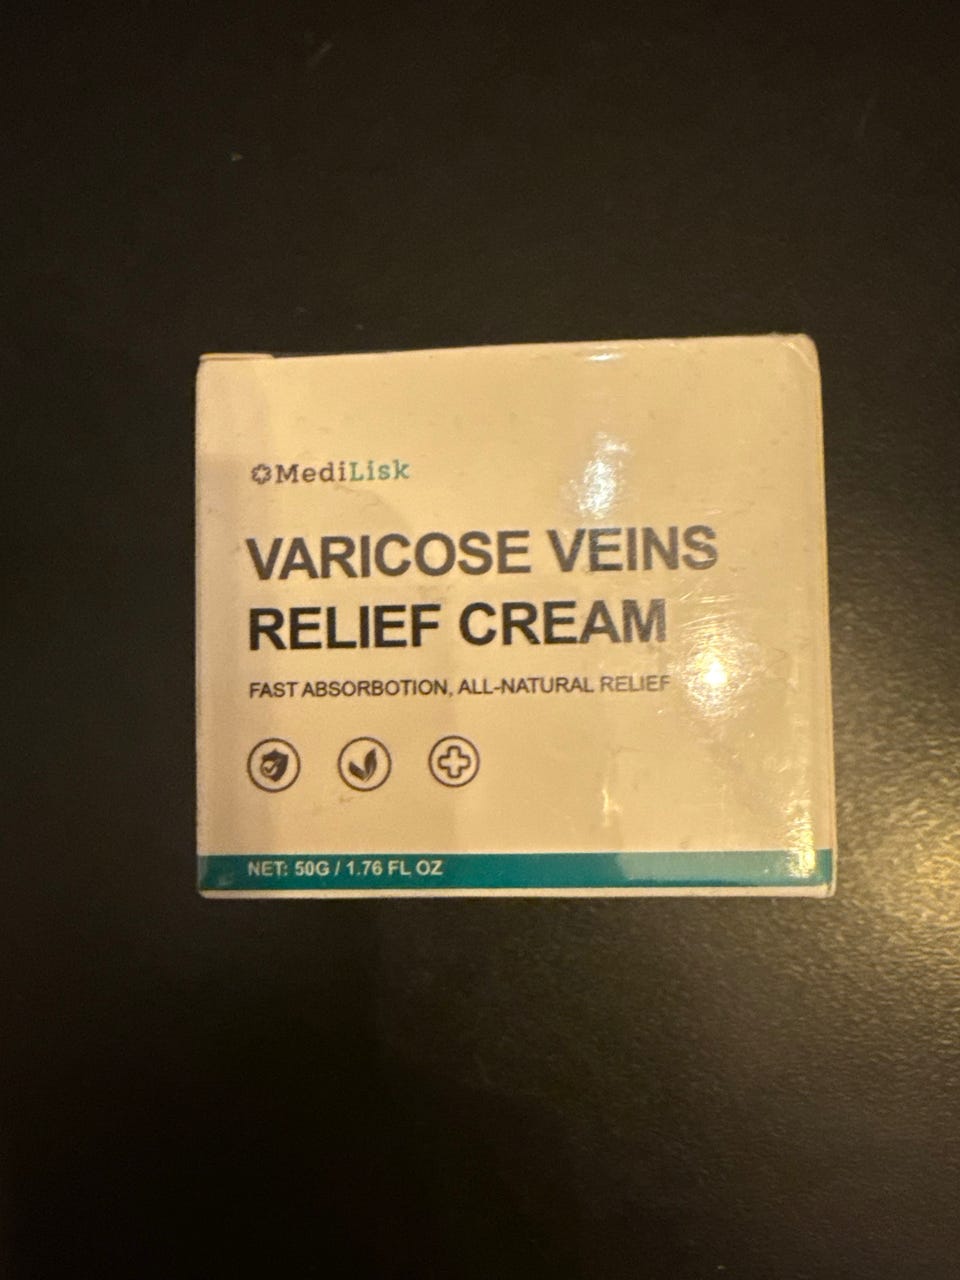 MediLisk
VARICOSE VEINS
RELIEF CREAM
FAST ABSORBOTION, ALL-NATURAL RELIEF
NET: 50G / 1.76 FL OZ